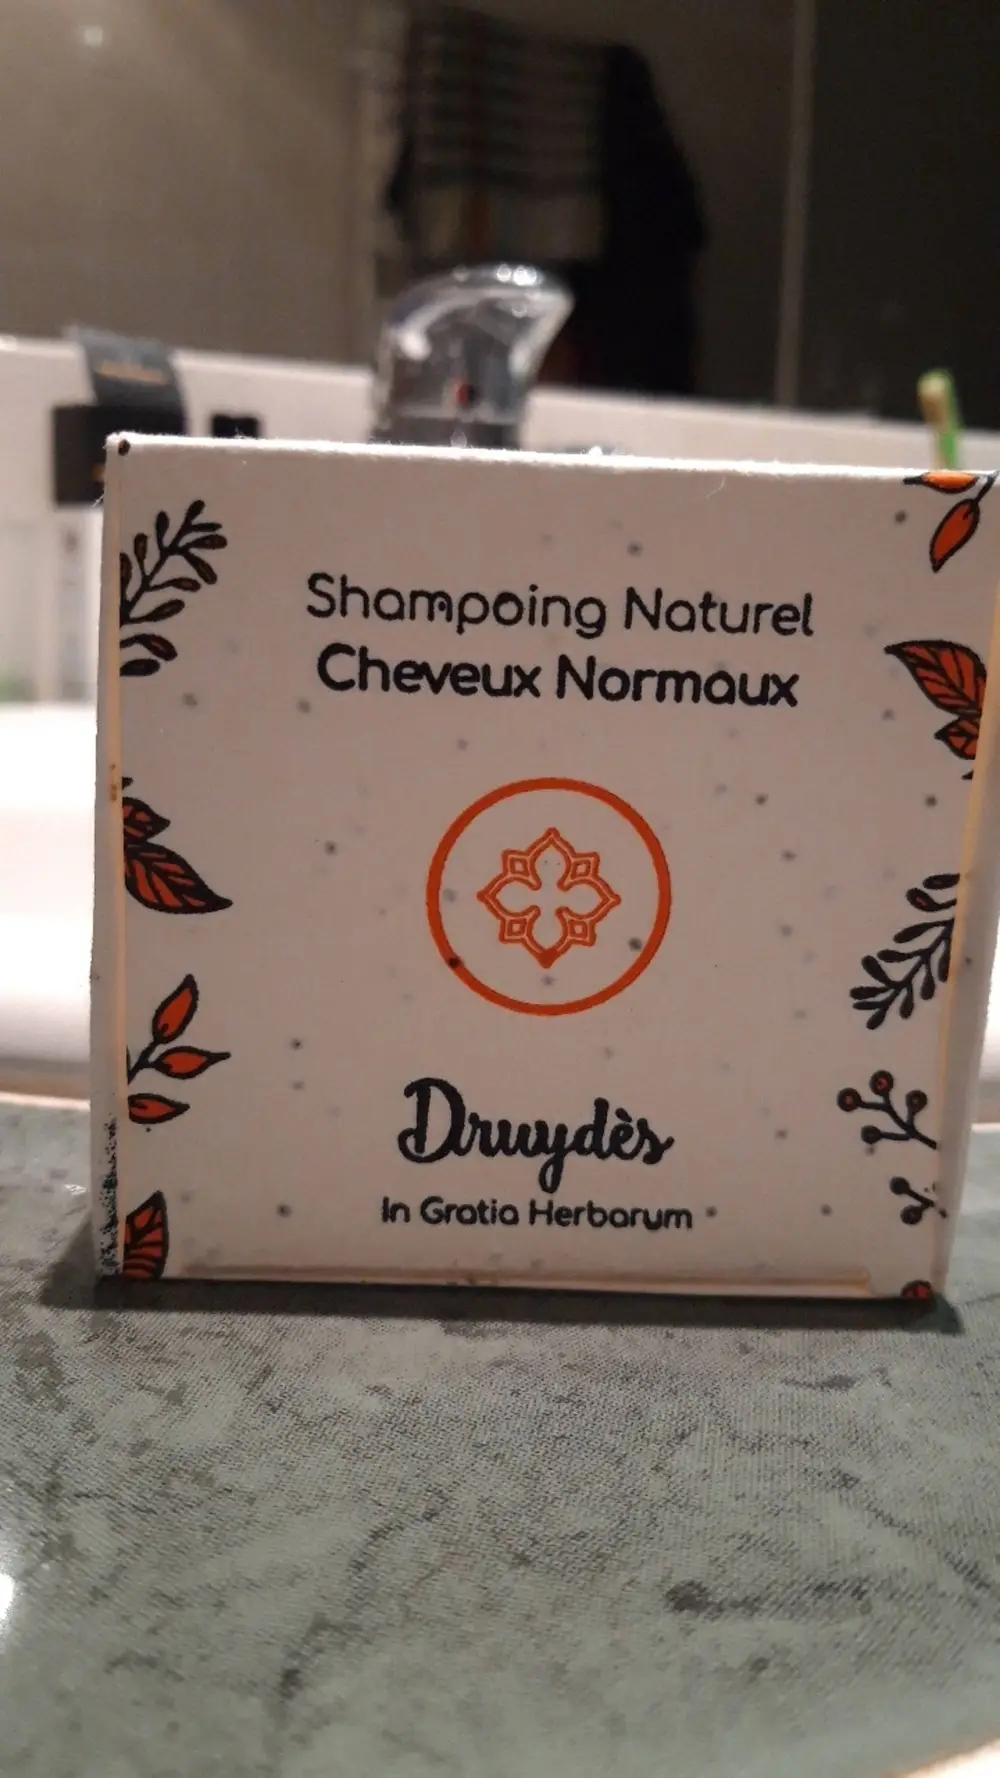 Shampoing Naturel
Cheveux Normaux
Druydès
In Gratia Herbarum